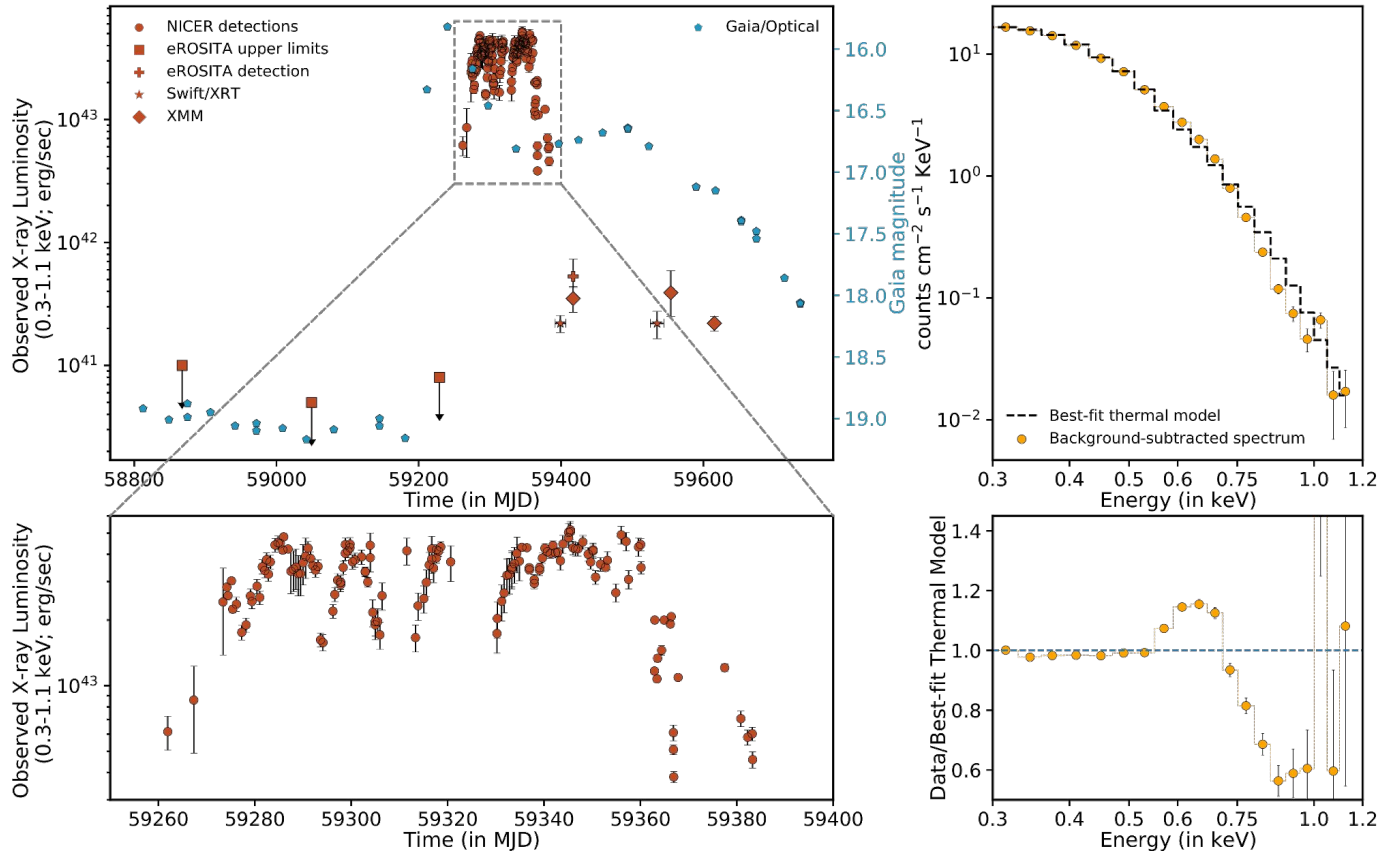 NICER detections
eROSITA upper limits
eROSITA detection
Swift/XRT
XMM
Gaia/Optical
Observed X-ray Luminosity
(0.3-1.1 keV; erg/sec)
10⁴³
10⁴²
10⁴¹
16.0
16.5
17.0
17.5
18.0
18.5
19.0
Gaia magnitude
58800
59000
59200
59400
59600
Time (in MJD)
counts cm⁻² s⁻¹ KeV⁻¹
10¹
10⁰
10⁻¹
10⁻²
Best-fit thermal model
Background-subtracted spectrum
0.3
0.4
0.5
0.6
0.75
1.0
1.2
Energy (in keV)
Observed X-ray Luminosity
(0.3-1.1 keV; erg/sec)
10⁴³
59260
59280
59300
59320
59340
59360
59380
59400
Time (in MJD)
Data/Best-fit Thermal Model
1.4
1.2
1.0
0.8
0.6
0.3
0.4
0.5
0.6
0.75
1.0
1.2
Energy (in keV)